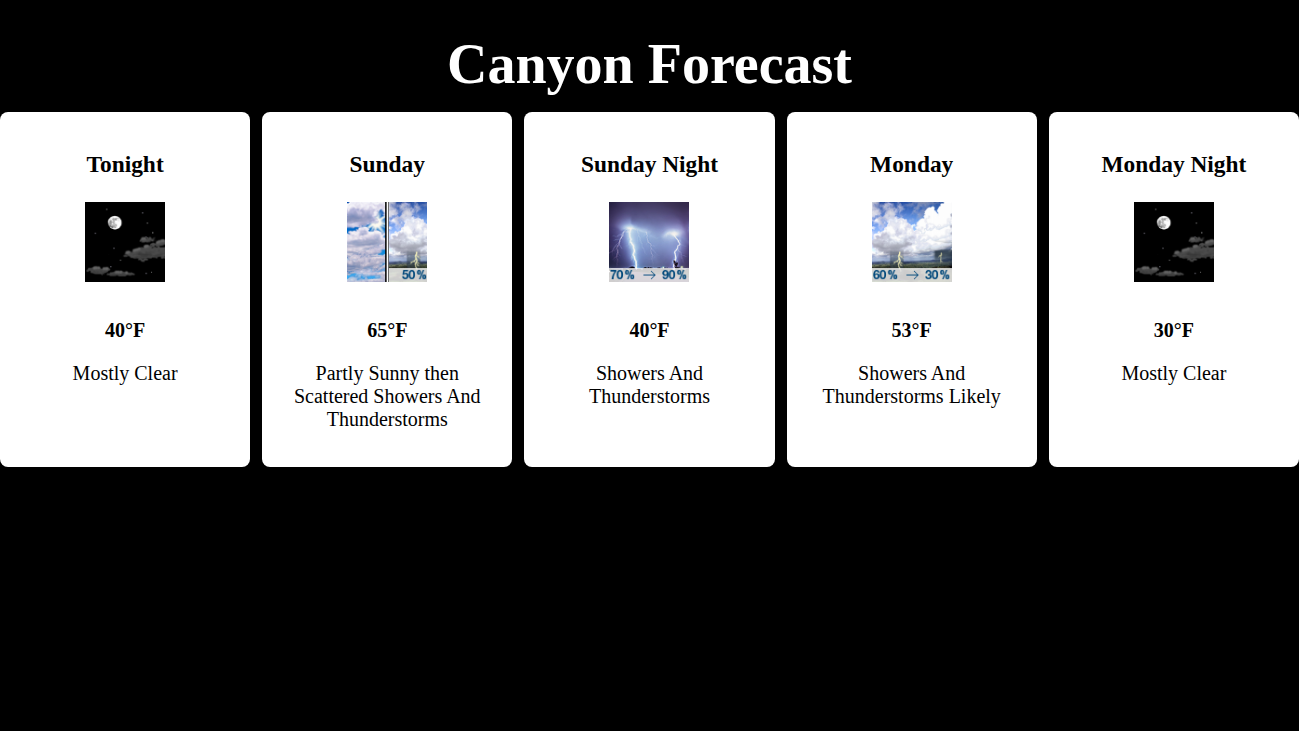 Canyon Forecast
Tonight
40°F
Mostly Clear
Sunday
50%
65°F
Partly Sunny then
Scattered Showers And
Thunderstorms
Sunday Night
70% → 90%
40°F
Showers And
Thunderstorms
Monday
60% → 30%
53°F
Showers And
Thunderstorms Likely
Monday Night
30°F
Mostly Clear